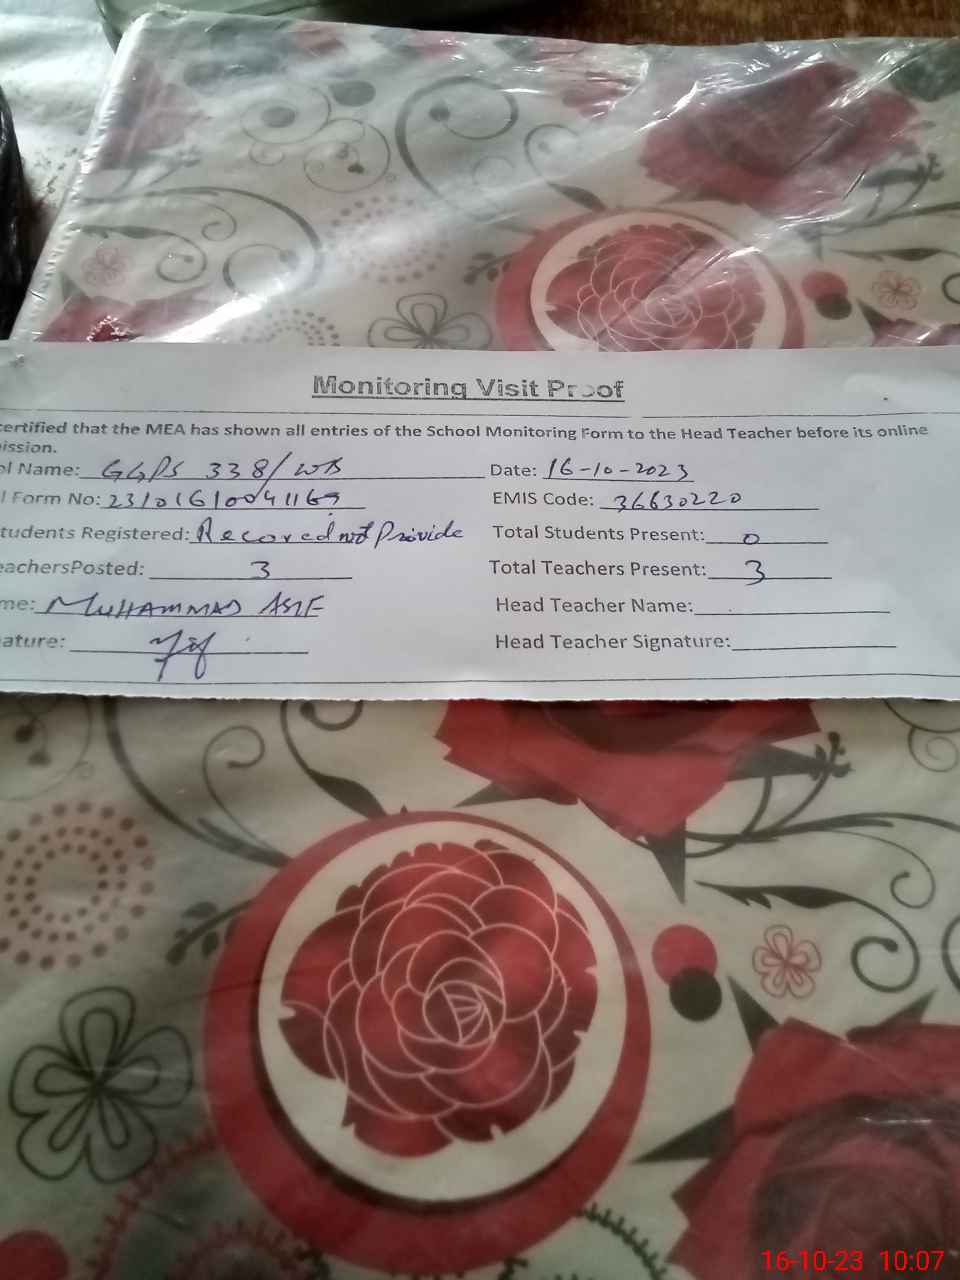 Monitoring Visit Proof
certified that the MEA has shown all entries of the School Monitoring Form to the Head Teacher before its online
ission.
ol Name: GGPS 338/WB Date: 16-10-2023
l Form No: 23101610041169 EMIS Code: 36630220
tudents Registered: Recored not Provide Total Students Present: 0
eachersPosted: 3 Total Teachers Present: 3
me: MUHAMMAD ASIF Head Teacher Name:
ature: Head Teacher Signature:
16-10-23 10:07